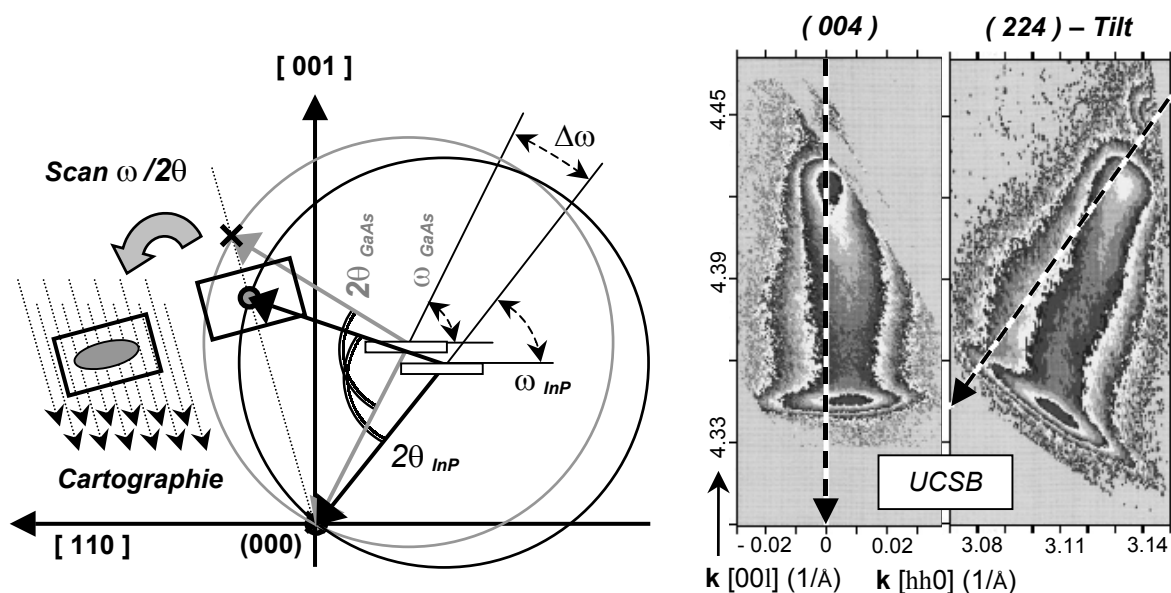 [ 001 ]
Scan ω /2θ
Δω
2θ GaAs
ω GaAs
ω InP
2θ InP
Cartographie
[ 110 ]
(000)
( 004 )
( 224 ) – Tilt
4.45
4.39
4.33
UCSB
- 0.02 0 0.02
3.08 3.11 3.14
k [00l] (1/Å)
k [hh0] (1/Å)